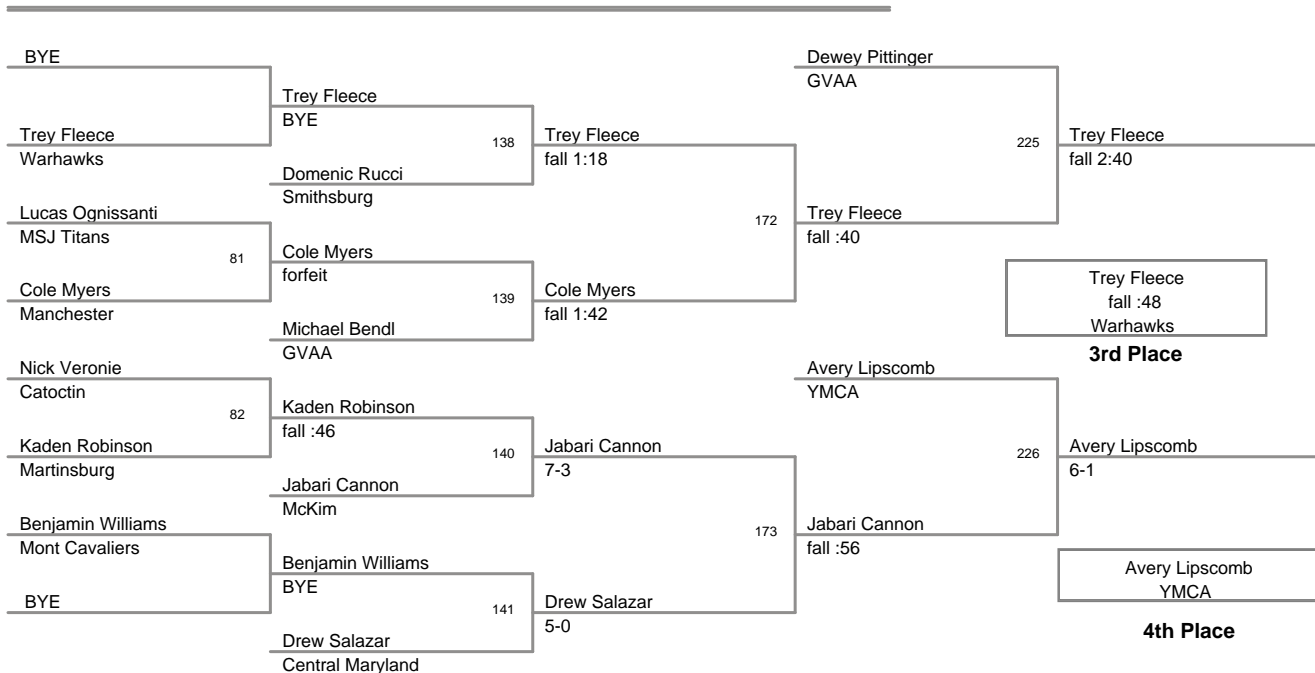 BYE
Trey Fleece
Warhawks
Lucas Ognissanti
MSJ Titans
81
Cole Myers
Manchester
Nick Veronie
Catoctin
82
Kaden Robinson
Martinsburg
Benjamin Williams
Mont Cavaliers
BYE
Trey Fleece
BYE
138
Domenic Rucci
Smithsburg
Cole Myers
forfeit
139
Michael Bendl
GVAA
Kaden Robinson
fall :46
140
Jabari Cannon
McKim
Benjamin Williams
BYE
141
Drew Salazar
Central Maryland
Trey Fleece
fall 1:18
172
Cole Myers
fall 1:42
Jabari Cannon
7-3
173
Drew Salazar
5-0
Dewey Pittinger
GVAA
225
Trey Fleece
fall :40
Avery Lipscomb
YMCA
226
Jabari Cannon
fall :56
Trey Fleece
fall 2:40
Trey Fleece
fall :48
Warhawks
3rd Place
Avery Lipscomb
6-1
Avery Lipscomb
YMCA
4th Place